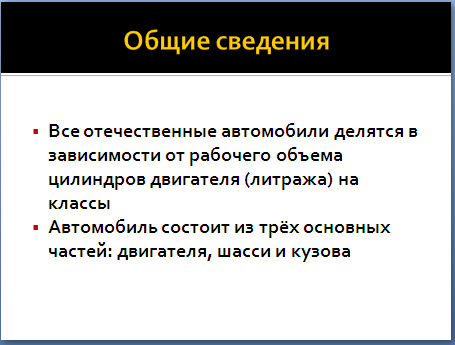 Общие сведения
Все отечественные автомобили делятся в
зависимости от рабочего объема
цилиндров двигателя (литража) на
классы
Автомобиль состоит из трёх основных
частей: двигателя, шасси и кузова